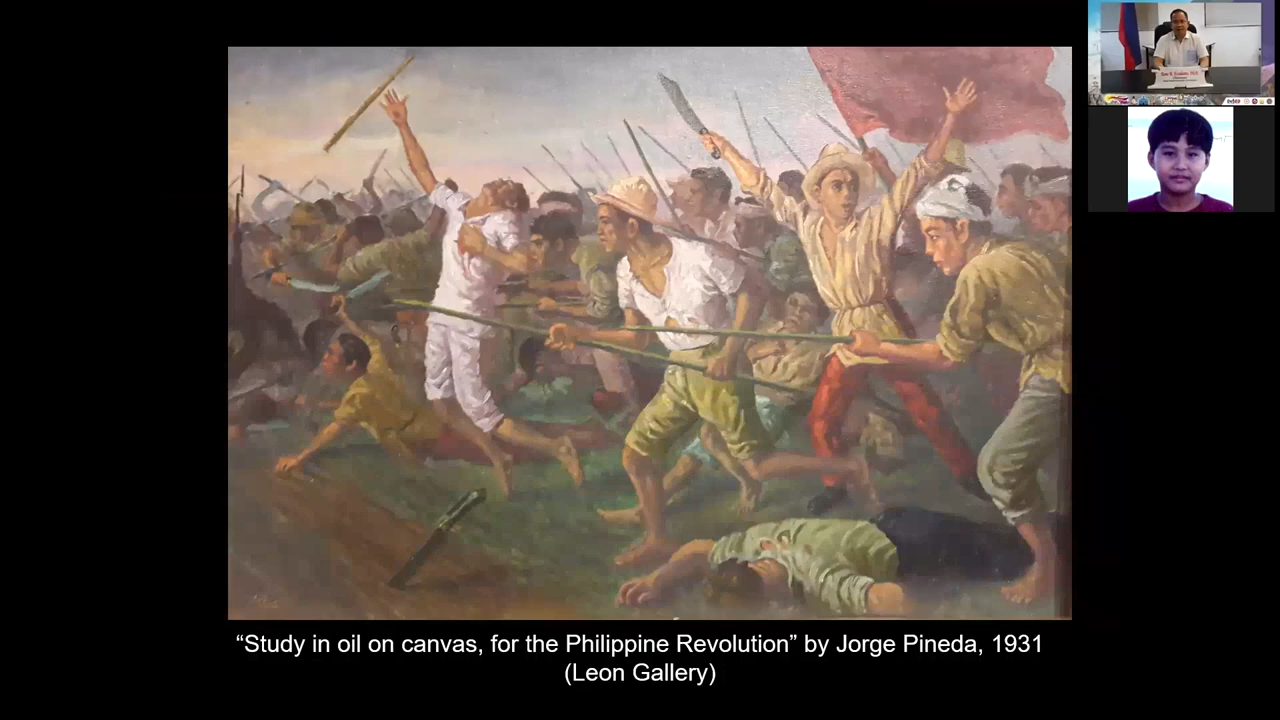 “Study in oil on canvas, for the Philippine Revolution” by Jorge Pineda, 1931
(Leon Gallery)